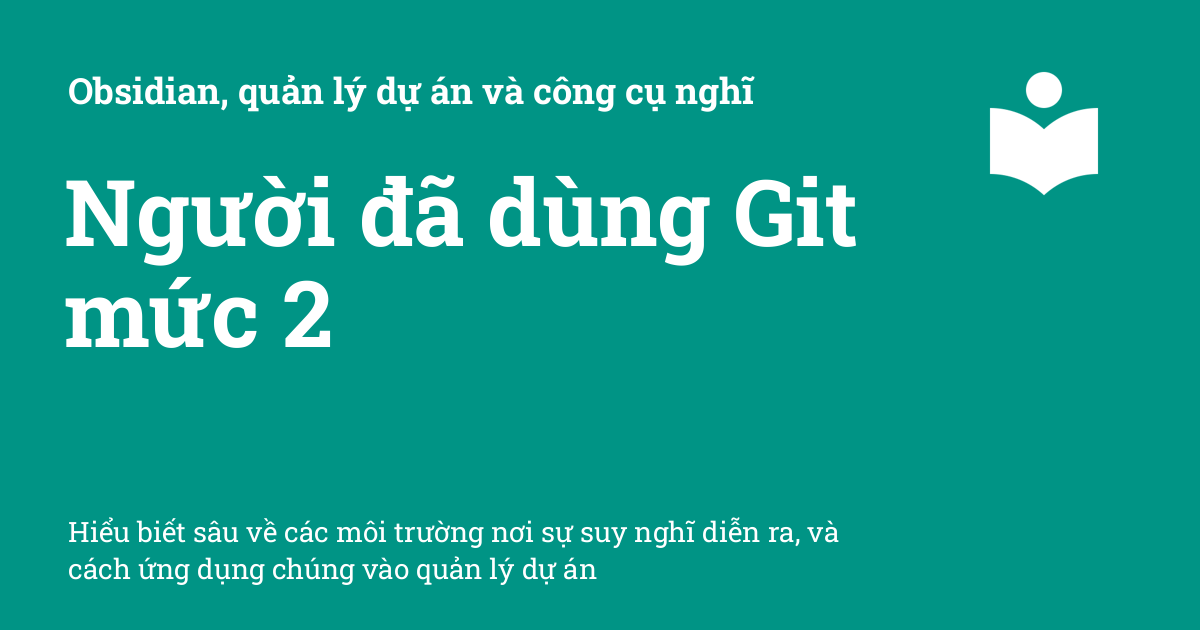 Obsidian, quản lý dự án và công cụ nghĩ
Người đã dùng Git
mức 2
Hiểu biết sâu về các môi trường nơi sự suy nghĩ diễn ra, và
cách ứng dụng chúng vào quản lý dự án